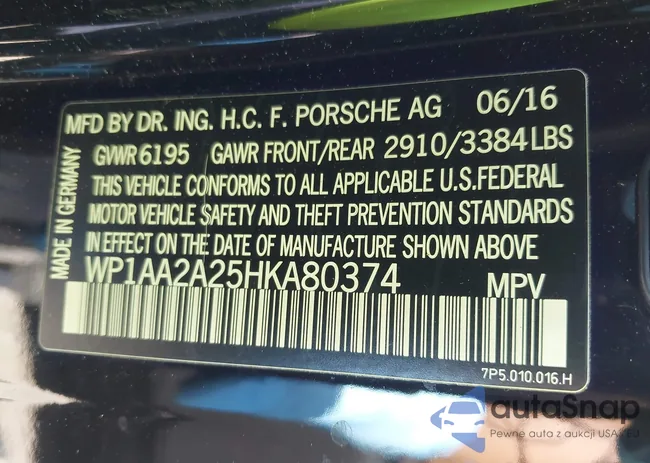 MFD BY DR. ING. H.C. F. PORSCHE AG 06/16
GVWR 6195 GAWR FRONT/REAR 2910/3384LBS
THIS VEHICLE CONFORMS TO ALL APPLICABLE U.S.FEDERAL
MOTOR VEHICLE SAFETY AND THEFT PREVENTION STANDARDS
IN EFFECT ON THE DATE OF MANUFACTURE SHOWN ABOVE
WP1AA2A25HKA80374 MPV
MADE IN GERMANY
7P5.010.016.H
autoSnap
Pewne auta z aukcji USA i EU